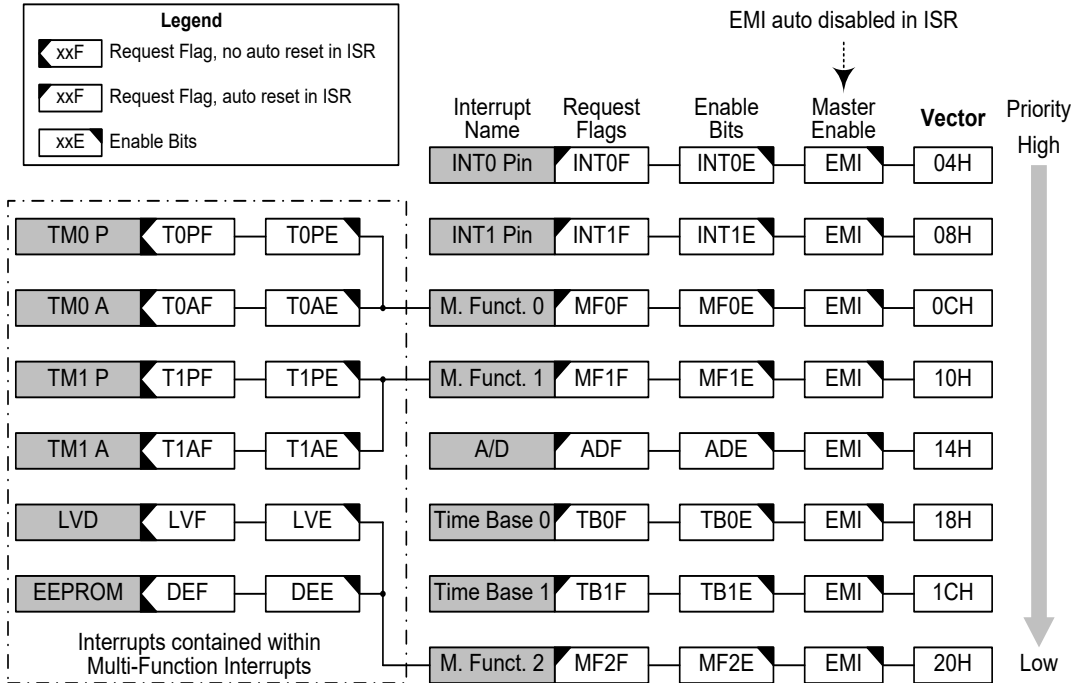 Legend
xxF Request Flag, no auto reset in ISR
xxF Request Flag, auto reset in ISR
xxE Enable Bits
EMI auto disabled in ISR
Interrupt Name Request Flags Enable Bits Master Enable Vector Priority
High
INT0 Pin INT0F INT0E EMI 04H
TM0 P T0PF T0PE INT1 Pin INT1F INT1E EMI 08H
TM0 A T0AF T0AE M. Funct. 0 MF0F MF0E EMI 0CH
TM1 P T1PF T1PE M. Funct. 1 MF1F MF1E EMI 10H
TM1 A T1AF T1AE A/D ADF ADE EMI 14H
LVD LVF LVE Time Base 0 TB0F TB0E EMI 18H
EEPROM DEF DEE Time Base 1 TB1F TB1E EMI 1CH
Interrupts contained within
Multi-Function Interrupts
M. Funct. 2 MF2F MF2E EMI 20H Low